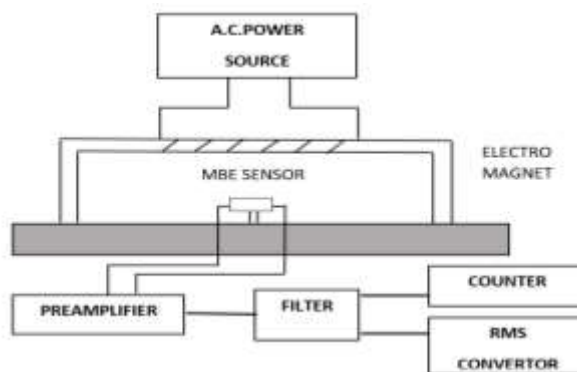 A.C.POWER
SOURCE
ELECTRO
MAGNET
MBE SENSOR
PREAMPLIFIER
FILTER
COUNTER
RMS
CONVERTOR